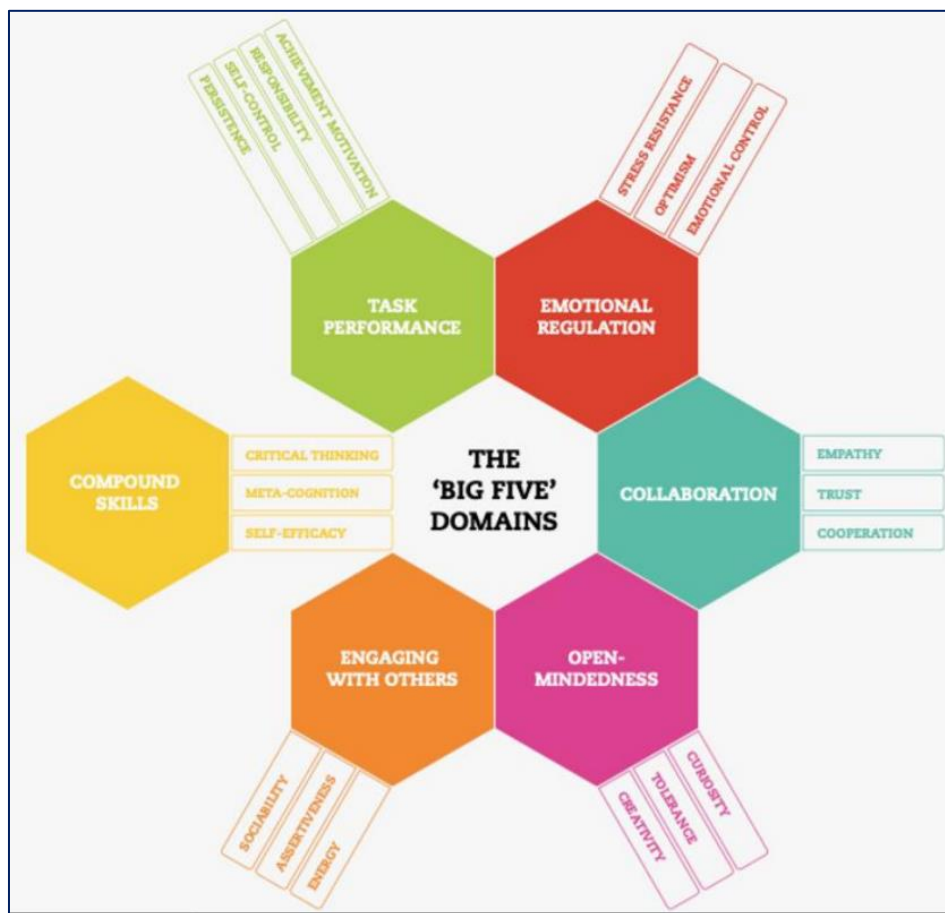 ACHIEVEMENT MOTIVATION
RESPONSIBILITY
SELF-CONTROL
PERSISTENCE
STRESS RESISTANCE
OPTIMISM
EMOTIONAL CONTROL
TASK
PERFORMANCE
EMOTIONAL
REGULATION
COMPOUND
SKILLS
CRITICAL THINKING
META-COGNITION
SELF-EFFICACY
THE
'BIG FIVE'
DOMAINS
COLLABORATION
EMPATHY
TRUST
COOPERATION
ENGAGING
WITH OTHERS
OPEN-
MINDEDNESS
SOCIABILITY
ASSERTIVENESS
ENERGY
CREATIVITY
TOLERANCE
CURIOSITY